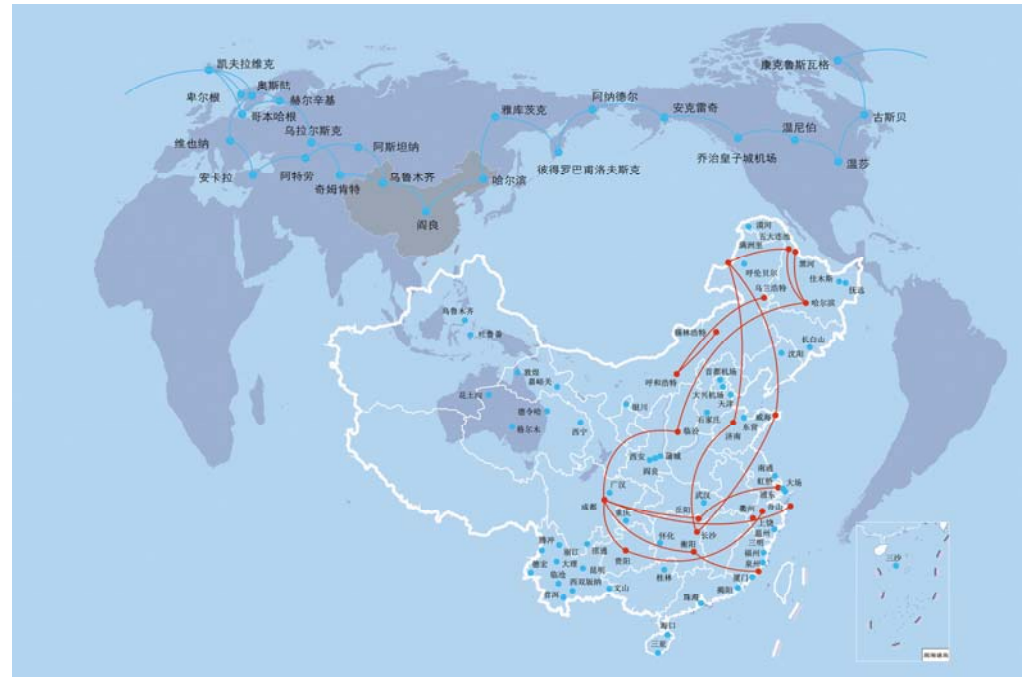 凯夫拉维克
奥斯陆
卑尔根
赫尔辛基
哥本哈根
乌拉尔斯克
维也纳
阿斯坦纳
安卡拉
阿特劳
奇姆肯特
乌鲁木齐
阎良
哈尔滨
雅库茨克
阿纳德尔
彼得罗巴甫洛夫斯克
安克雷奇
乔治皇子城机场
温尼伯
温莎
古斯贝
康克鲁斯瓦格
漠河
五大连池
满洲里
黑河
呼伦贝尔
佳木斯
抚远
乌兰浩特
哈尔滨
锡林浩特
长白山
沈阳
乌鲁木齐
吐鲁番
敦煌
嘉峪关
呼和浩特
首都机场
大兴机场
天津
花土沟
德令哈
格尔木
西宁
银川
石家庄
威海
东营
济南
临汾
西安
蒲城
阎良
广汉
成都
重庆
武汉
岳阳
南通
虹桥
大场
浦东
衢州
舟山
上饶
温州
长沙
怀化
衡阳
三明
福州
泉州
厦门
腾冲
丽江
昭通
贵阳
德宏
大理
昆明
临沧
西双版纳
文山
桂林
珠海
揭阳
海口
三亚
三沙